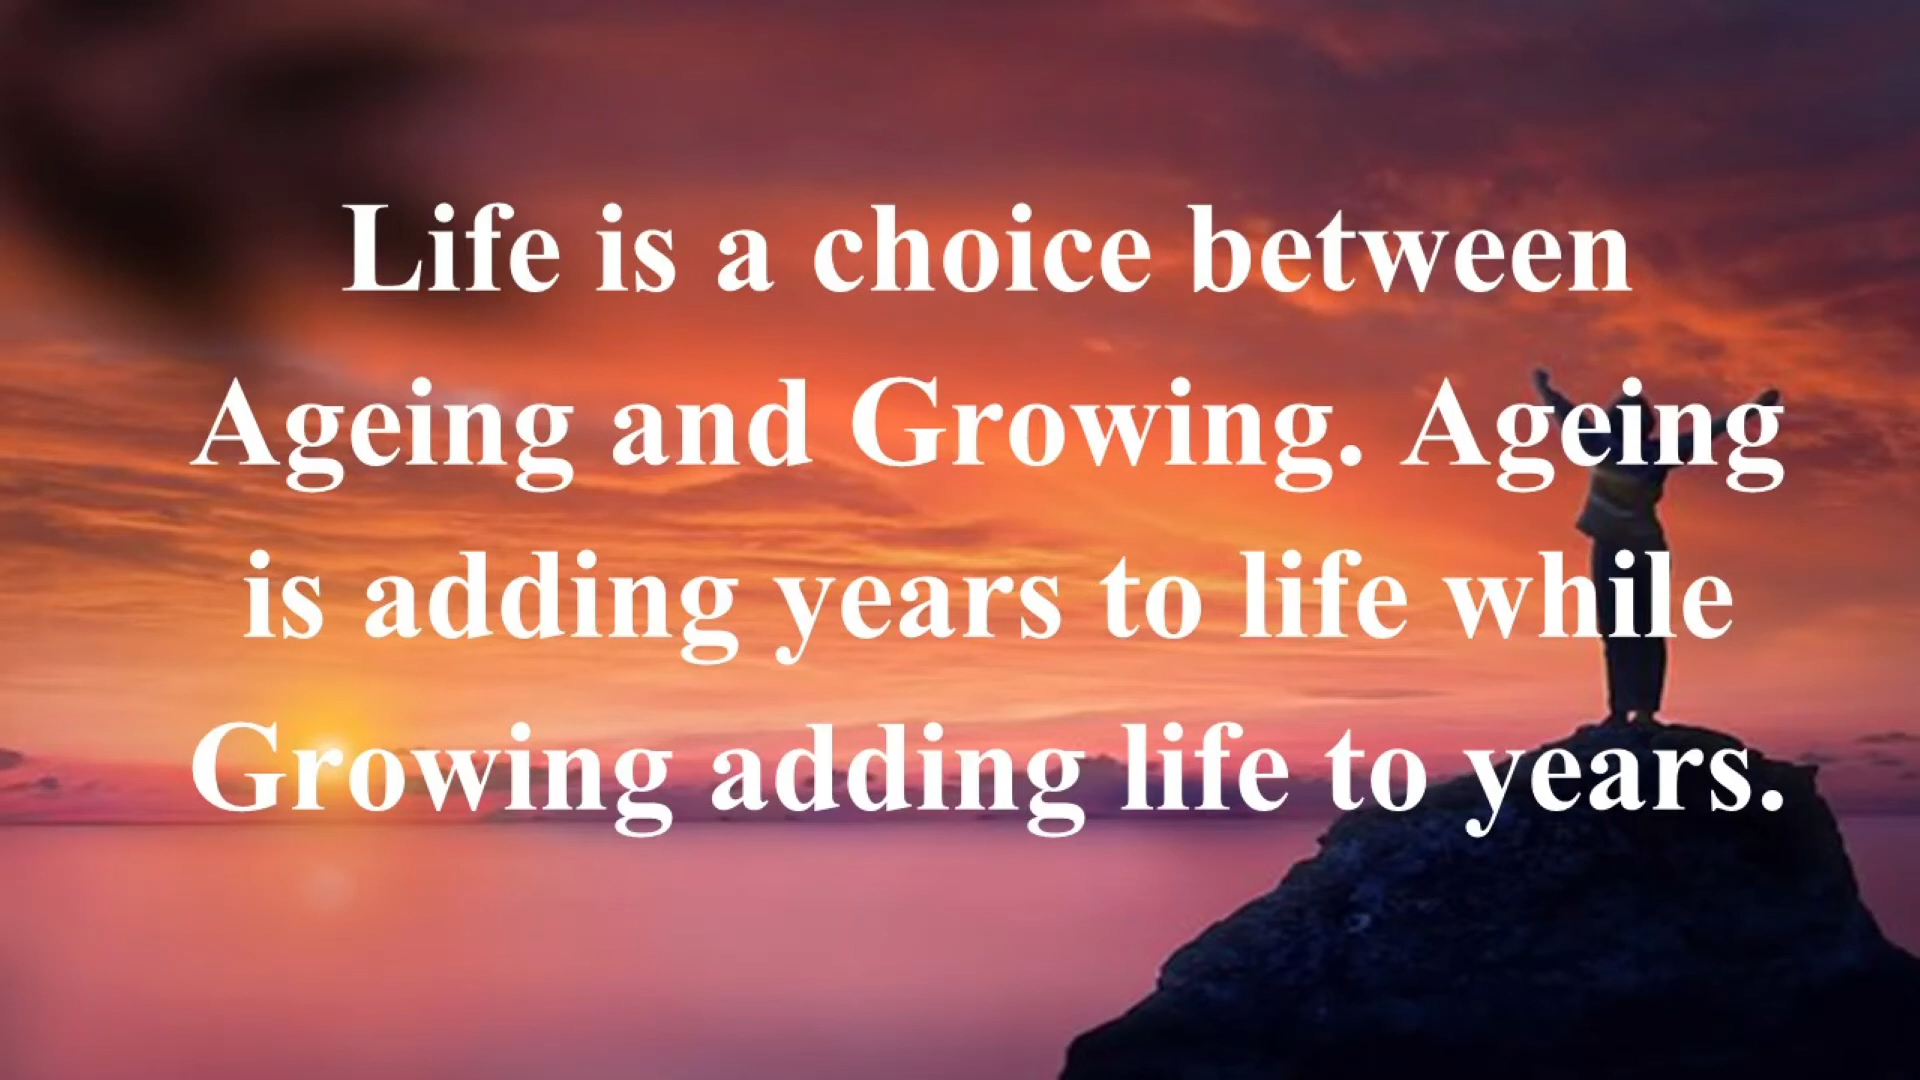 Life is a choice between
Ageing and Growing. Ageing
is adding years to life while
Growing adding life to years.